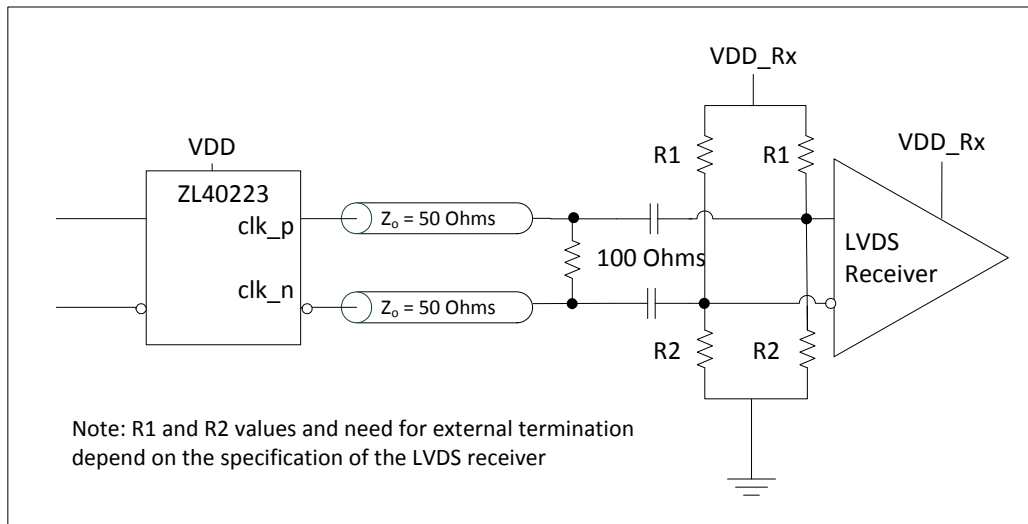 VDD_Rx
VDD_Rx
R1
R1
VDD
ZL40223
clk_p
Zₒ = 50 Ohms
LVDS
Receiver
100 Ohms
clk_n
Zₒ = 50 Ohms
R2
R2
Note: R1 and R2 values and need for external termination
depend on the specification of the LVDS receiver